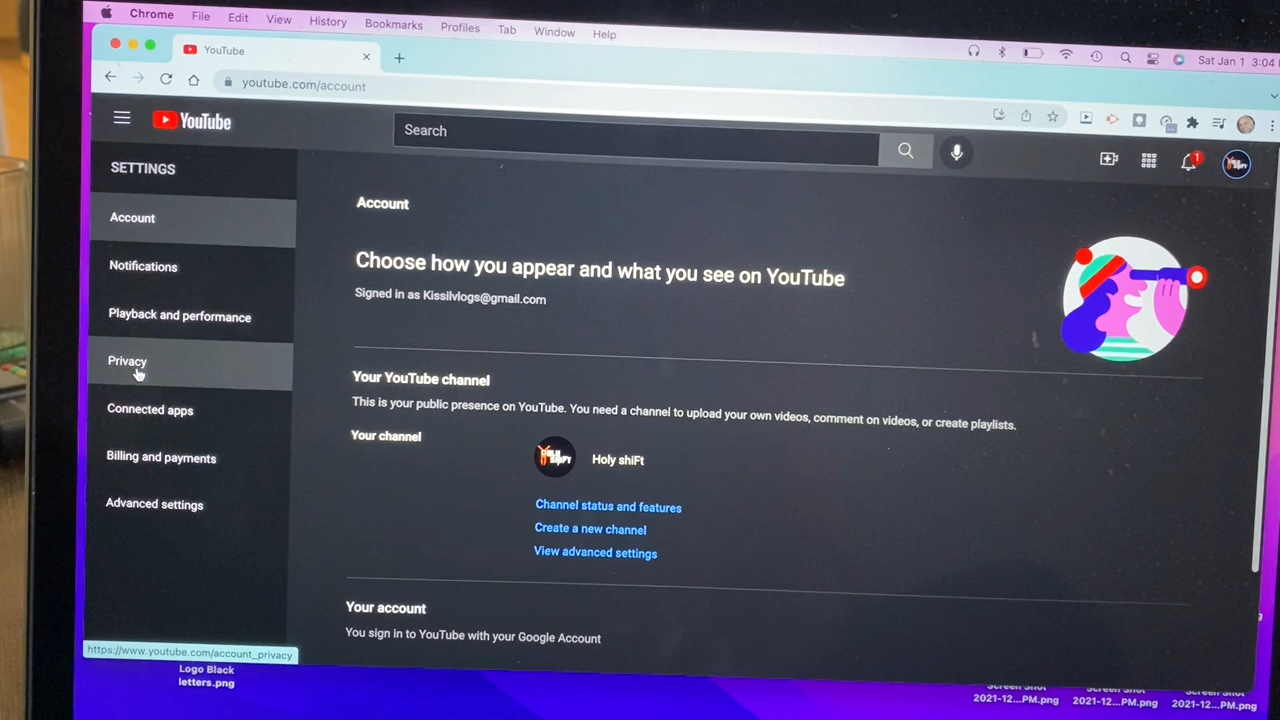 Chrome File Edit View History Bookmarks Profiles Tab Window Help
Sat Jan 1 3:04
YouTube
youtube.com/account
YouTube
Search
1
SETTINGS
Account
Notifications
Playback and performance
Privacy
Connected apps
Billing and payments
Advanced settings
Account
Choose how you appear and what you see on YouTube
Signed in as Kissilvlogs@gmail.com
Your YouTube channel
This is your public presence on YouTube. You need a channel to upload your own videos, comment on videos, or create playlists.
Your channel
Holy shiFt
Channel status and features
Create a new channel
View advanced settings
Your account
You sign in to YouTube with your Google Account
https://www.youtube.com/account_privacy
Logo Black
letters.png
Screen Shot
2021-12...PM.png
Screen Shot
2021-12...PM.png
Screen Shot
2021-12...PM.png